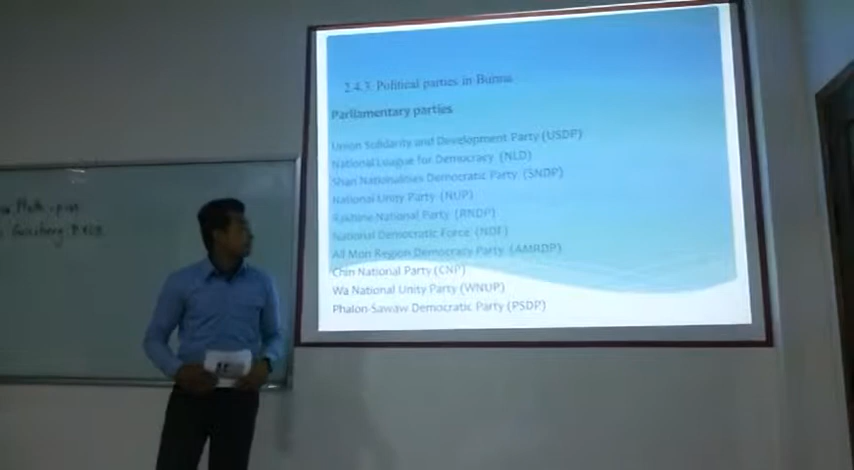 2.4.3. Political parties in Burma
Parliamentary parties
Union Solidarity and Development Party (USDP)
National League for Democracy (NLD)
Shan Nationalities Democratic Party (SNDP)
National Unity Party (NUP)
Rakhine National Party (RNDP)
National Democratic Force (NDF)
All Mon Region Democracy Party (AMRDP)
Chin National Party (CNP)
Wa National Unity Party (WNUP)
Phalon-Sawaw Democratic Party (PSDP)